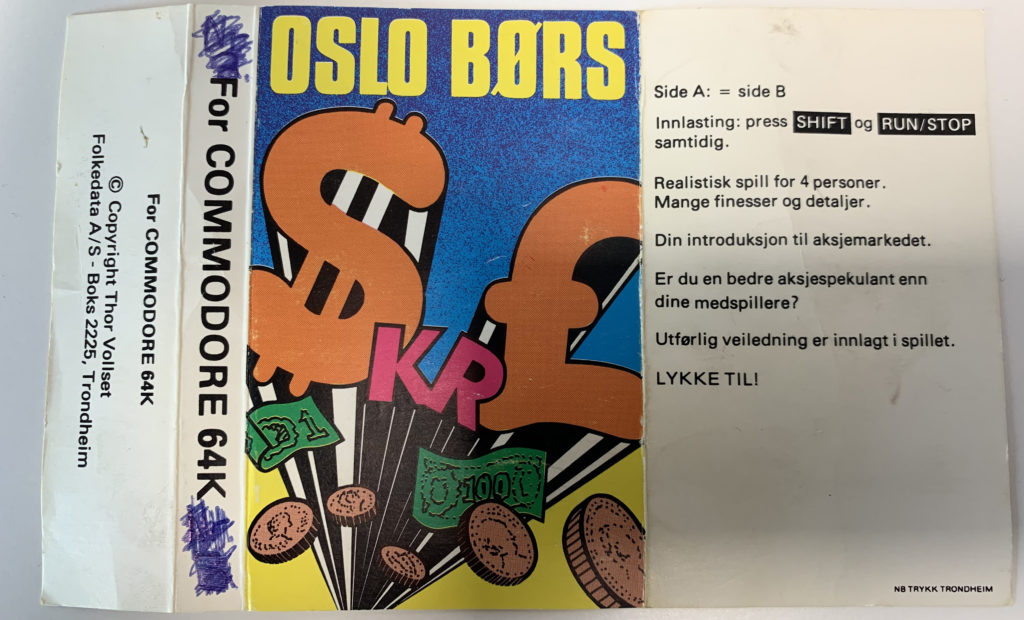 For COMMODORE 64K
© Copyright Thor Vollset
Folkedata A/S - Boks 2225, Trondheim
For COMMODORE 64K
OSLO BØRS
$
£
KR
1
100
Side A: = side B
Innlasting: press SHIFT og RUN/STOP
samtidig.
Realistisk spill for 4 personer.
Mange finesser og detaljer.
Din introduksjon til aksjemarkedet.
Er du en bedre aksjespekulant enn
dine medspillere?
Utførlig veiledning er innlagt i spillet.
LYKKE TIL!
NB TRYKK TRONDHEIM